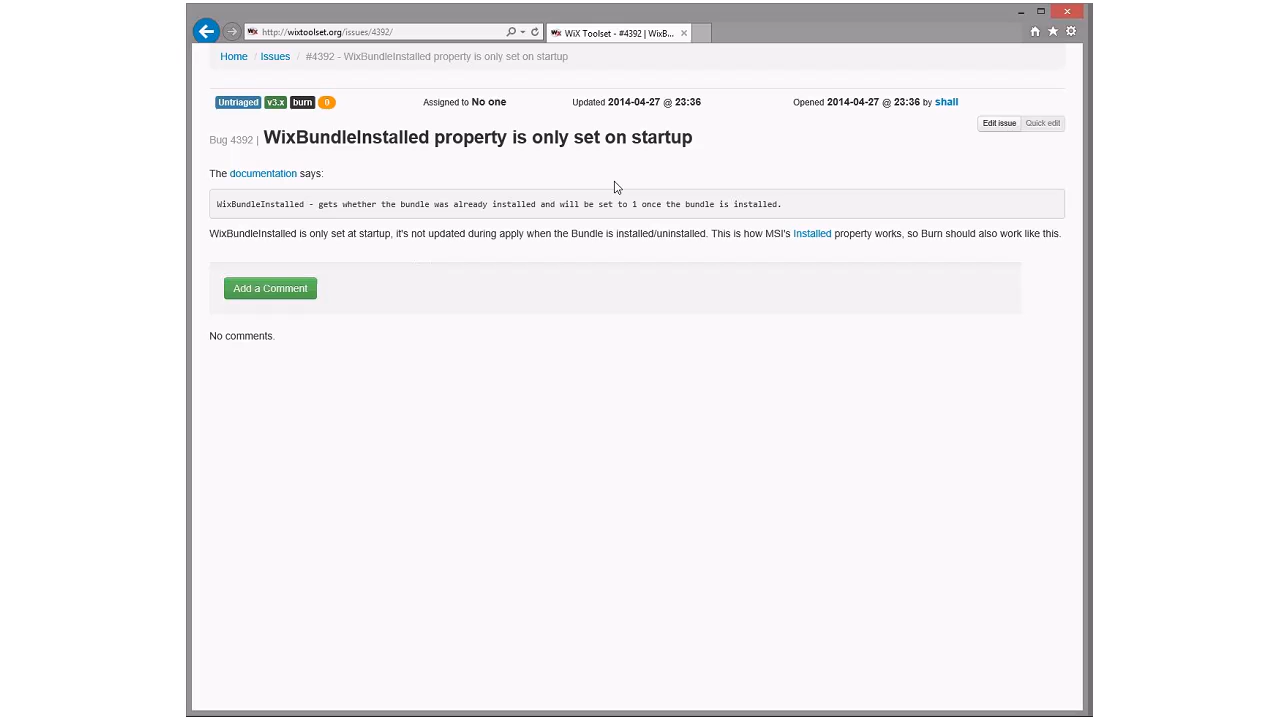 http://wixtoolset.org/issues/4392/
WiX Toolset - #4392 | WixB...
Home / Issues / #4392 - WixBundleInstalled property is only set on startup
Untriaged v3.x burn 0 Assigned to No one Updated 2014-04-27 @ 23:36 Opened 2014-04-27 @ 23:36 by shall
Edit issue Quick edit
Bug 4392 | WixBundleInstalled property is only set on startup
The documentation says:
WixBundleInstalled - gets whether the bundle was already installed and will be set to 1 once the bundle is installed.
WixBundleInstalled is only set at startup, it's not updated during apply when the Bundle is installed/uninstalled. This is how MSI's Installed property works, so Burn should also work like this.
Add a Comment
No comments.